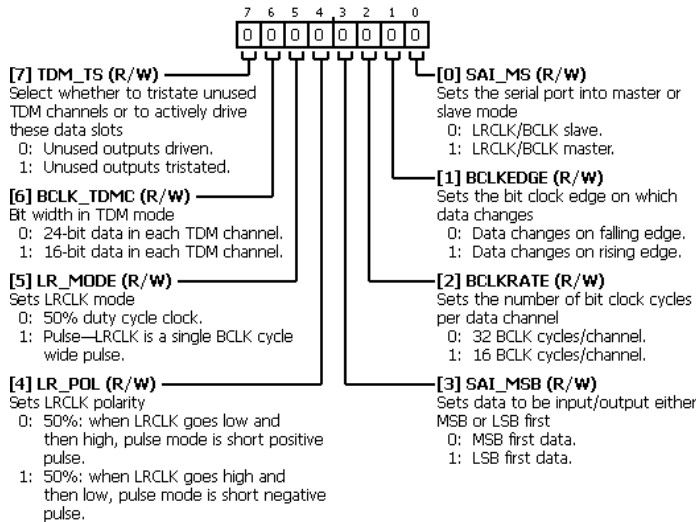 7 6 5 4 3 2 1 0
0 0 0 0 0 0 0 0
[7] TDM_TS (R/W)
Select whether to tristate unused
TDM channels or to actively drive
these data slots
0: Unused outputs driven.
1: Unused outputs tristated.
[6] BCLK_TDMC (R/W)
Bit width in TDM mode
0: 24-bit data in each TDM channel.
1: 16-bit data in each TDM channel.
[5] LR_MODE (R/W)
Sets LRCLK mode
0: 50% duty cycle clock.
1: Pulse—LRCLK is a single BCLK cycle
wide pulse.
[4] LR_POL (R/W)
Sets LRCLK polarity
0: 50%: when LRCLK goes low and
then high, pulse mode is short positive
pulse.
1: 50%: when LRCLK goes high and
then low, pulse mode is short negative
pulse.
[0] SAI_MS (R/W)
Sets the serial port into master or
slave mode
0: LRCLK/BCLK slave.
1: LRCLK/BCLK master.
[1] BCLKEDGE (R/W)
Sets the bit clock edge on which
data changes
0: Data changes on falling edge.
1: Data changes on rising edge.
[2] BCLKRATE (R/W)
Sets the number of bit clock cycles
per data channel
0: 32 BCLK cycles/channel.
1: 16 BCLK cycles/channel.
[3] SAI_MSB (R/W)
Sets data to be input/output either
MSB or LSB first
0: MSB first data.
1: LSB first data.